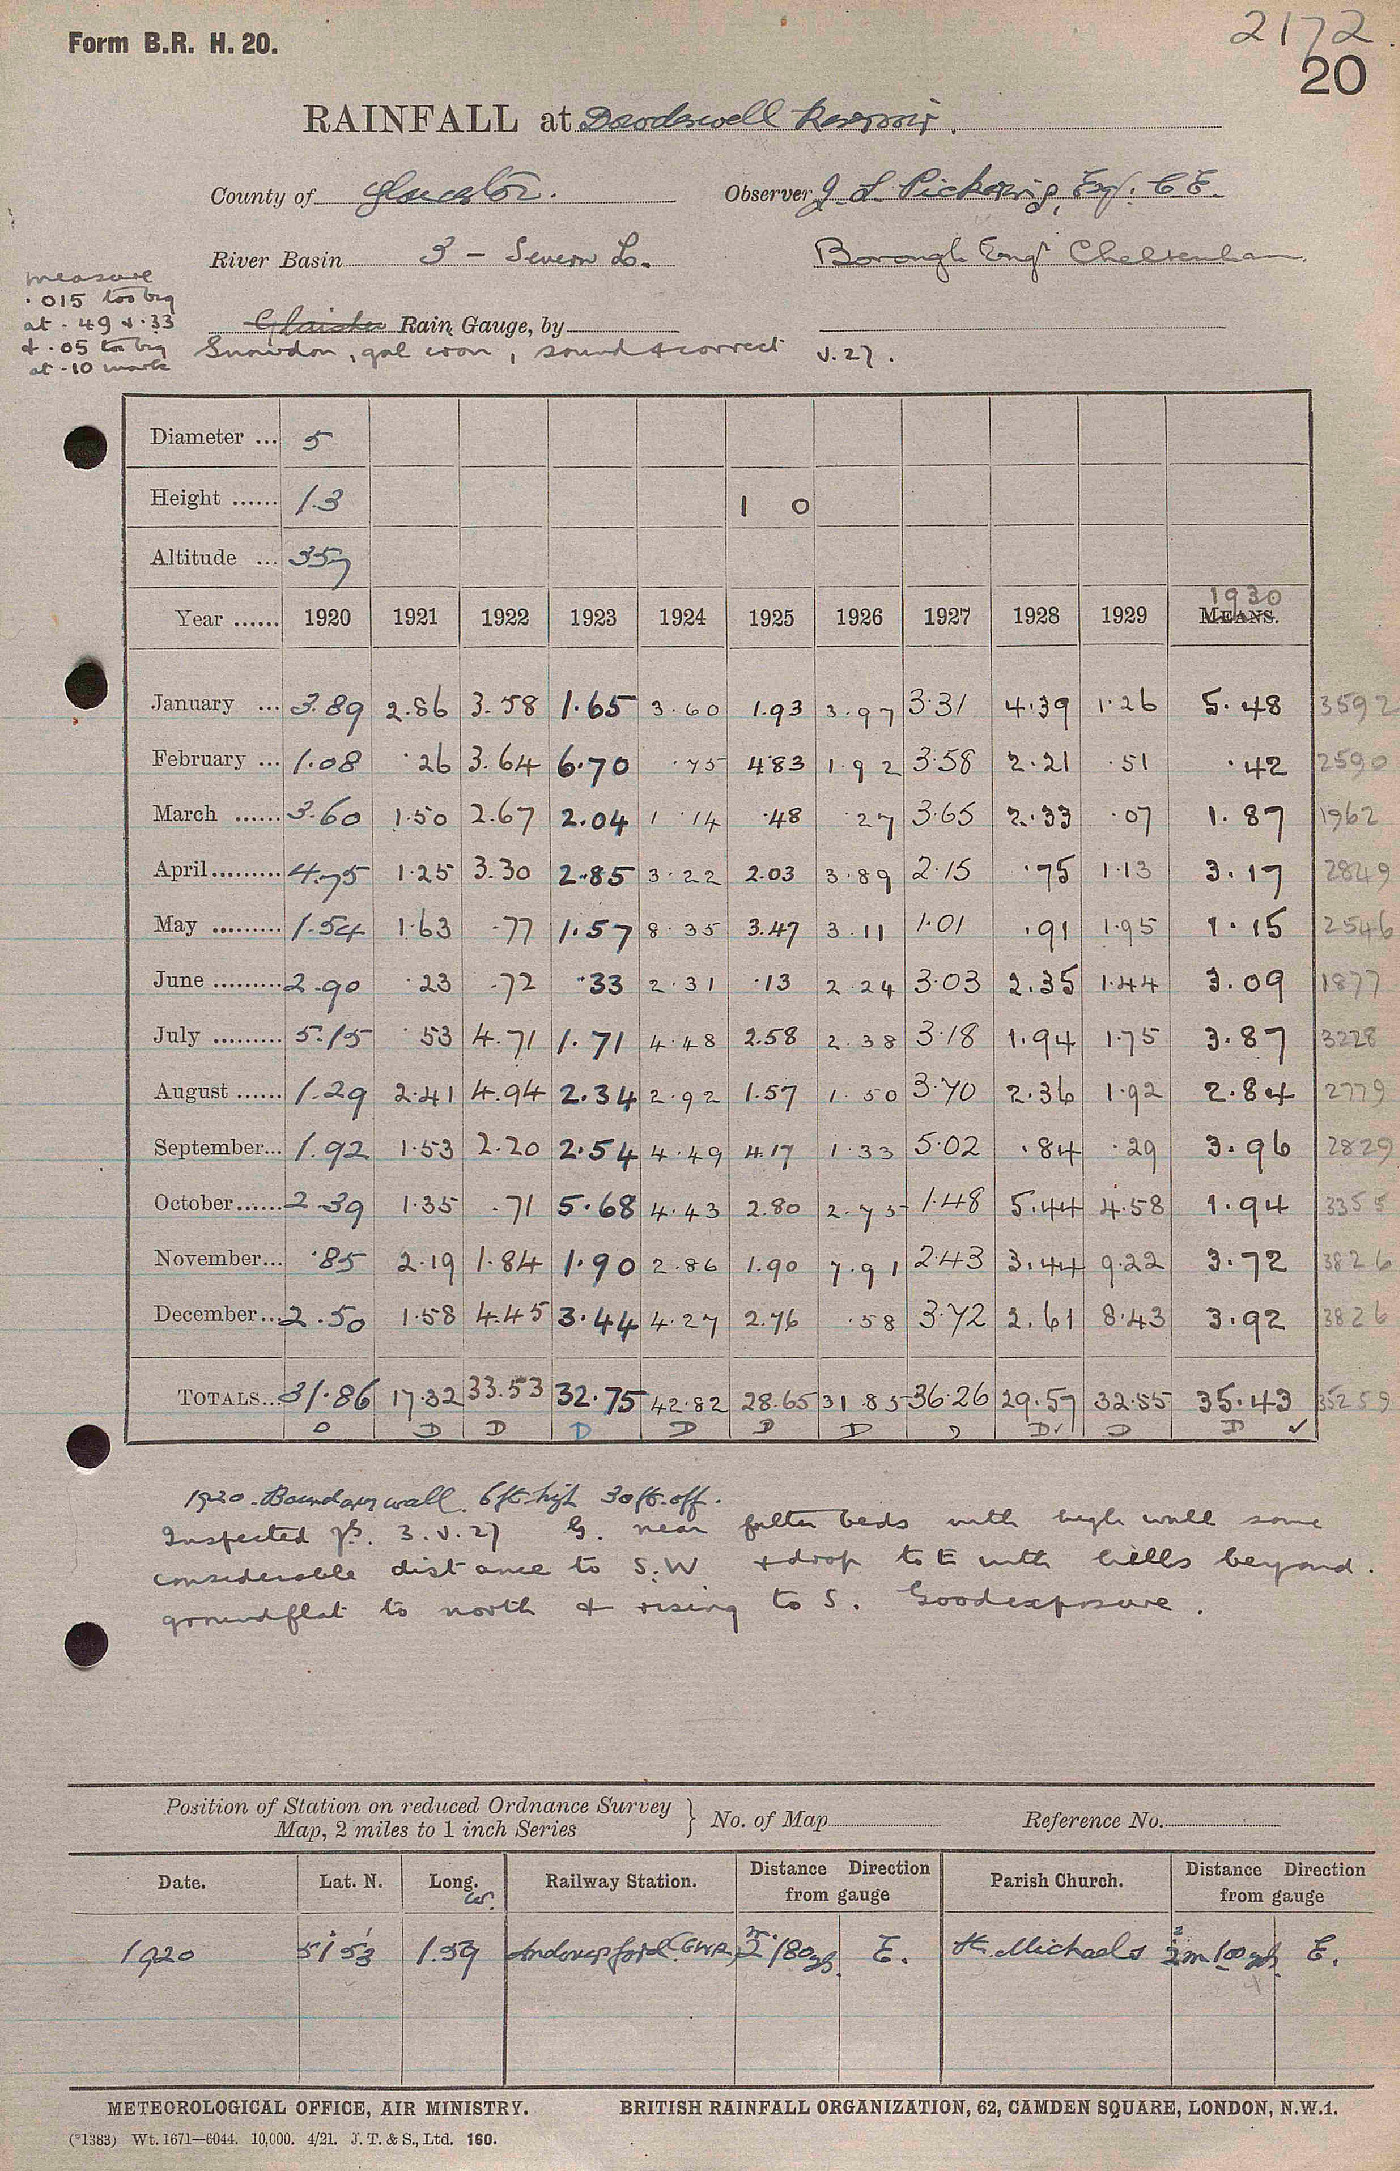 2172
Form B.R. H. 20.
20
RAINFALL at Dowdeswell Reservoir.
County of Gloucester. Observer J. S. Pickering, Esq. C.E.
River Basin 3 - Severn L. Borough Engr Cheltenham
measure
.015 too big
at .49 & .33
& .05 too big
at .10 mark
Glaisher Rain Gauge, by
Snowdon, gal iron, sound & correct v.27.
Diameter ... 5
Height ...... 1.3 1 0
Altitude ... 357
1930
Year ...... 1920 1921 1922 1923 1924 1925 1926 1927 1928 1929 MEANS.
January ... 3.89 2.86 3.58 1.65 3.60 1.93 3.97 3.31 4.39 1.26 5.48 3592
February ... 1.08 .26 3.64 6.70 .75 4.83 1.92 3.58 2.21 .51 .42 2590
March ...... 3.60 1.50 2.67 2.04 1.14 .48 .27 3.65 2.33 .07 1.87 1962
April ......... 4.75 1.25 3.30 2.85 3.22 2.03 3.89 2.15 .75 1.13 3.17 2849
May ......... 1.54 1.63 .77 1.57 8.35 3.47 3.11 1.01 .91 1.95 1.15 2546
June ......... 2.90 .23 .72 .33 2.31 .13 2.24 3.03 2.35 1.44 3.09 1877
July ......... 5.15 .53 4.71 1.71 4.48 2.58 2.38 3.18 1.94 1.75 3.87 3228
August ...... 1.29 2.41 4.94 2.34 2.92 1.57 1.50 3.70 2.36 1.92 2.84 2779
September... 1.92 1.53 2.20 2.54 4.49 4.17 1.33 5.02 .84 .29 3.96 2829
October...... 2.39 1.35 .71 5.68 4.43 2.80 2.75 1.48 5.44 4.58 1.94 3355
November... .85 2.19 1.84 1.90 2.86 1.90 7.91 2.43 3.44 9.22 3.72 3826
December... 2.50 1.58 4.45 3.44 4.27 2.76 .58 3.72 2.61 8.43 3.92 3826
TOTALS... 31.86 17.32 33.53 32.75 42.82 28.65 31.85 36.26 29.57 32.55 35.43 35259
D D D D D D D D D D D
1920. Boundary wall 6ft high 30ft. off.
Inspected 3.v.27 G. near filter beds with high wall some
considerable distance to S.W & drop to E with hills beyond.
ground flat to north & rising to S. Good exposure.
Position of Station on reduced Ordnance Survey
Map, 2 miles to 1 inch Series } No. of Map Reference No.
Date. Lat. N. Long. W. Railway Station. Distance Direction from gauge Parish Church. Distance Direction from gauge
1920 51 53 1.59 Andoversford (GWR) 2m 180yds. E. St. Michaels 2m 100yds. E.
METEOROLOGICAL OFFICE, AIR MINISTRY. BRITISH RAINFALL ORGANIZATION, 62, CAMDEN SQUARE, LONDON, N.W.1.
(*1383) Wt. 1671—6044. 10,000. 4/21. J. T. & S., Ltd. 160.